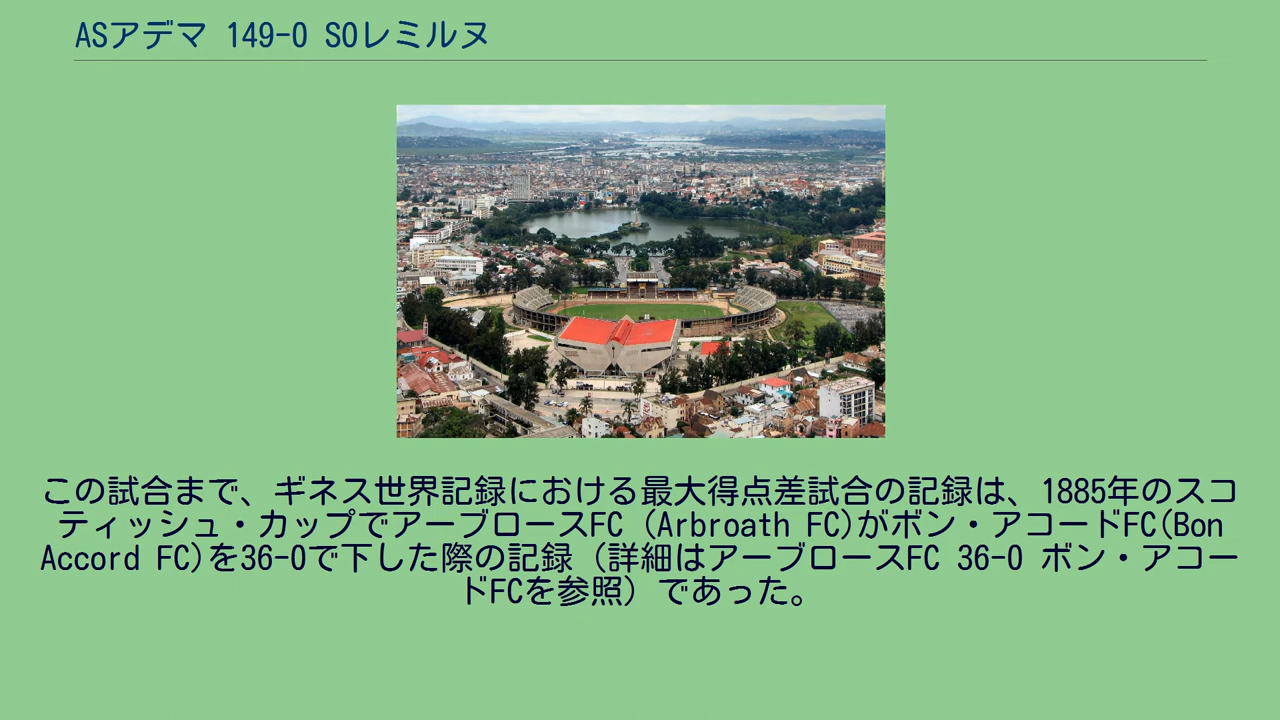 ASアデマ 149-0 SOレミルヌ
この試合まで、ギネス世界記録における最大得点差試合の記録は、1885年のスコ
ティッシュ・カップでアーブロースFC（Arbroath FC)がボン・アコードFC(Bon
Accord FC)を36-0で下した際の記録（詳細はアーブロースFC 36-0 ボン・アコー
ドFCを参照）であった。